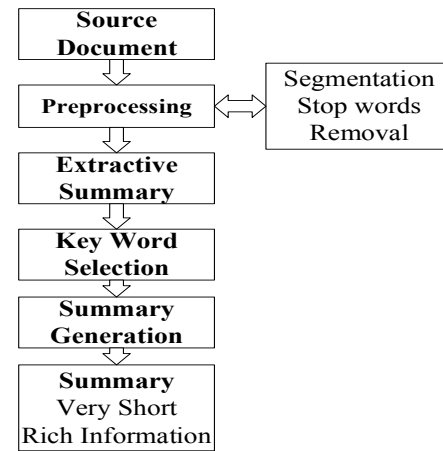 Source
Document
Preprocessing
Segmentation
Stop words
Removal
Extractive
Summary
Key Word
Selection
Summary
Generation
Summary
Very Short
Rich Information